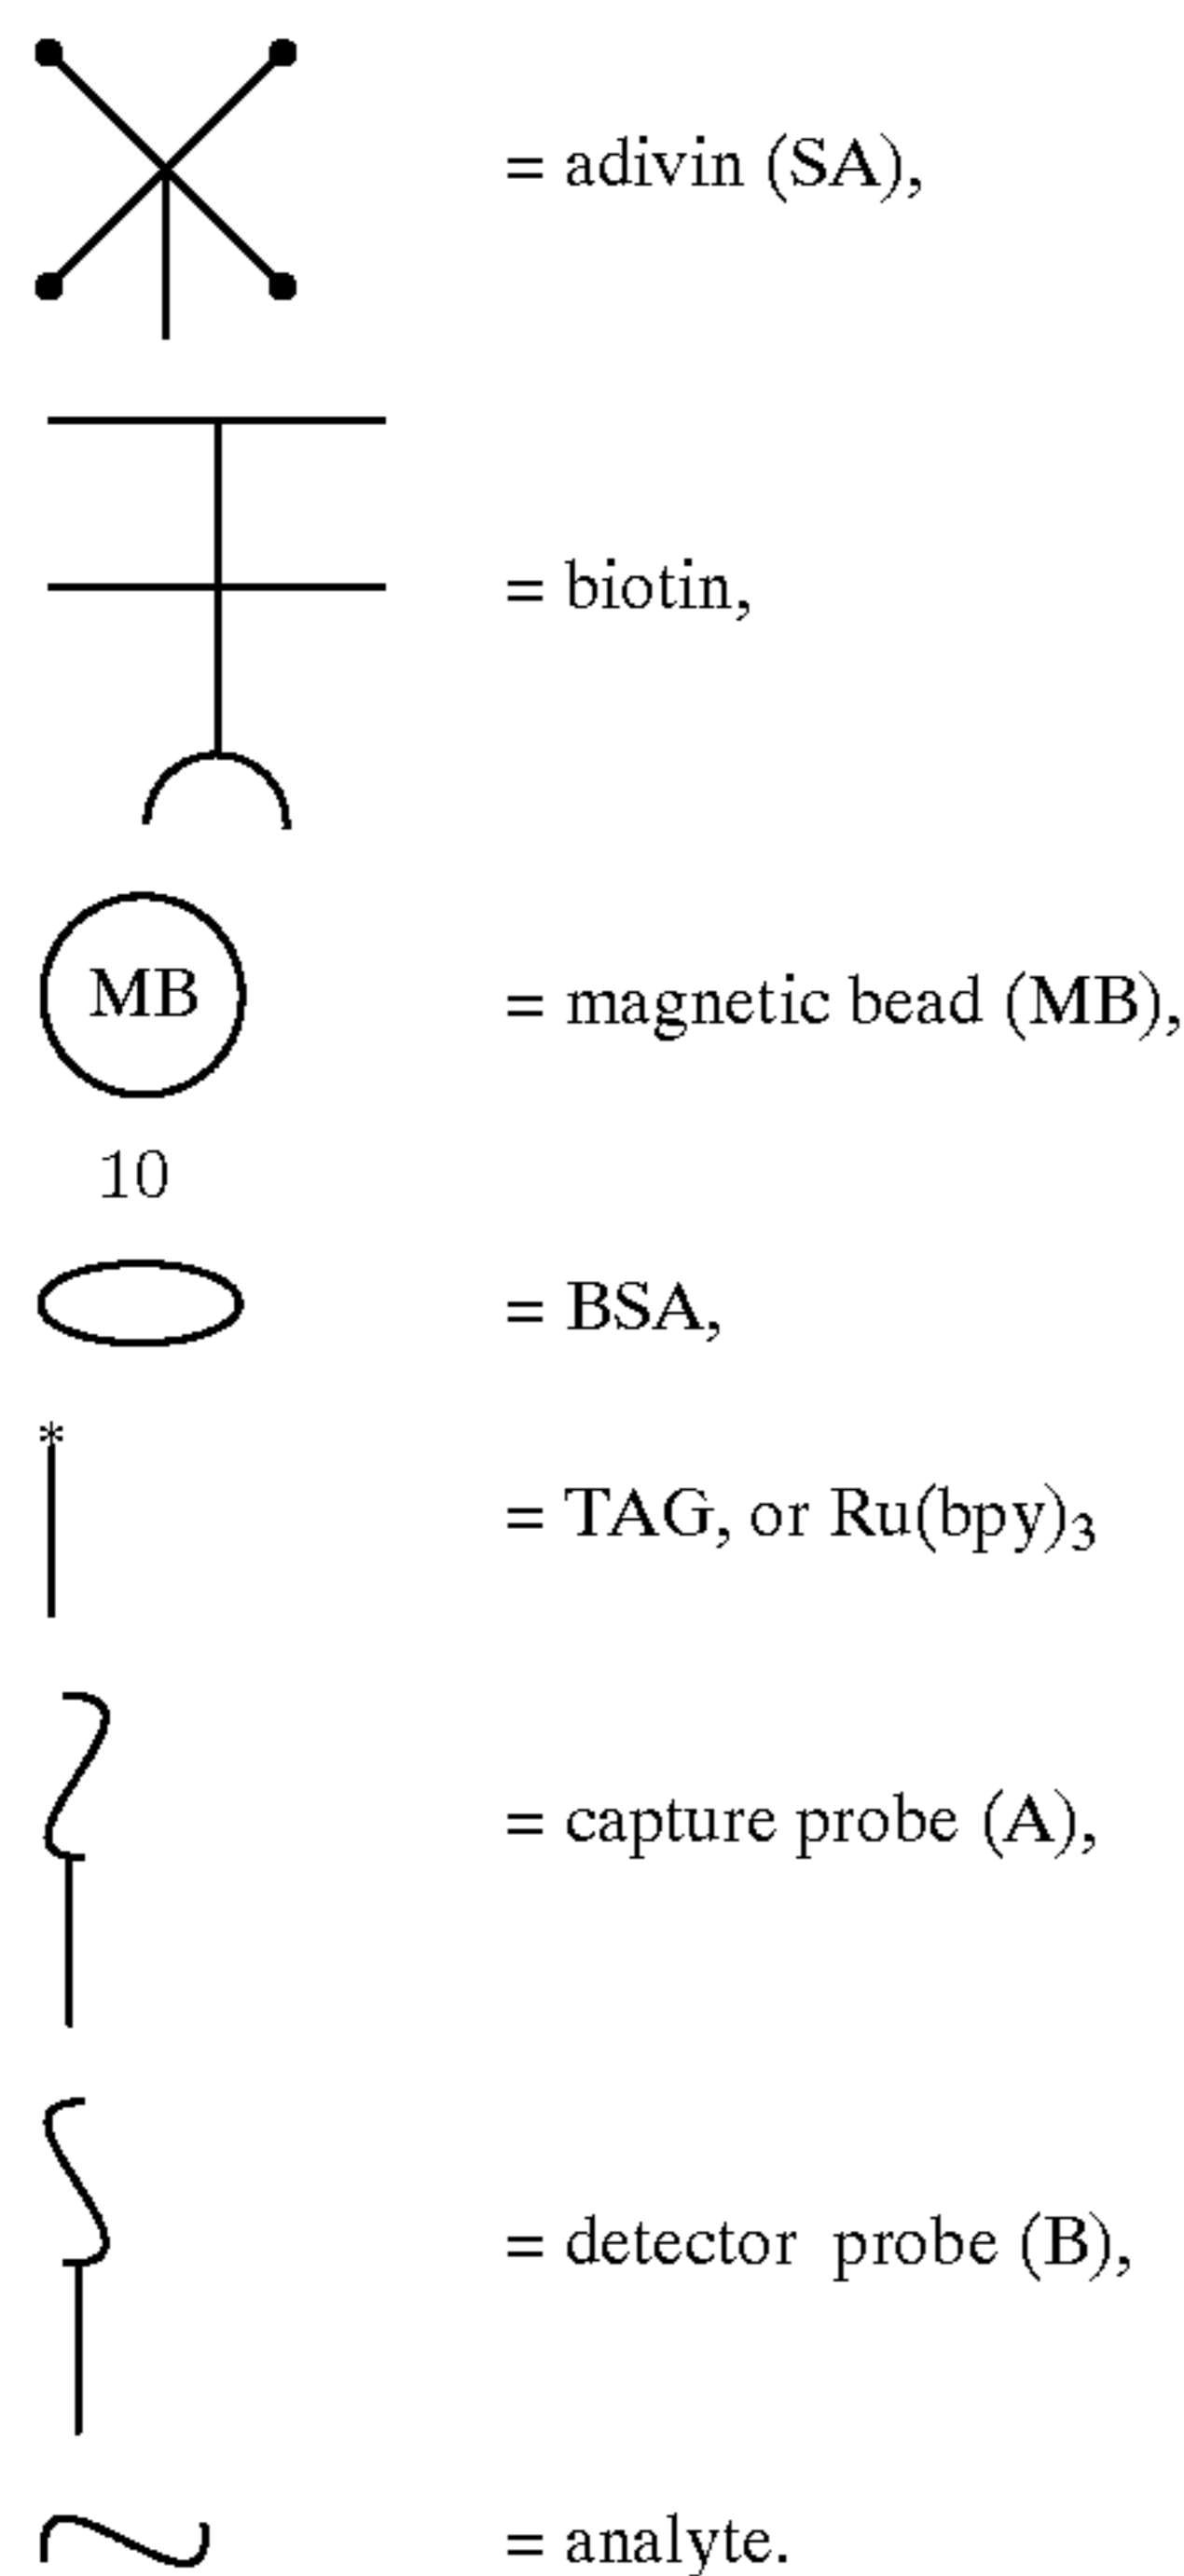 = adivin (SA),
= biotin,
MB = magnetic bead (MB),
10
= BSA,
* = TAG, or Ru(bpy)₃
= capture probe (A),
= detector probe (B),
= analyte.